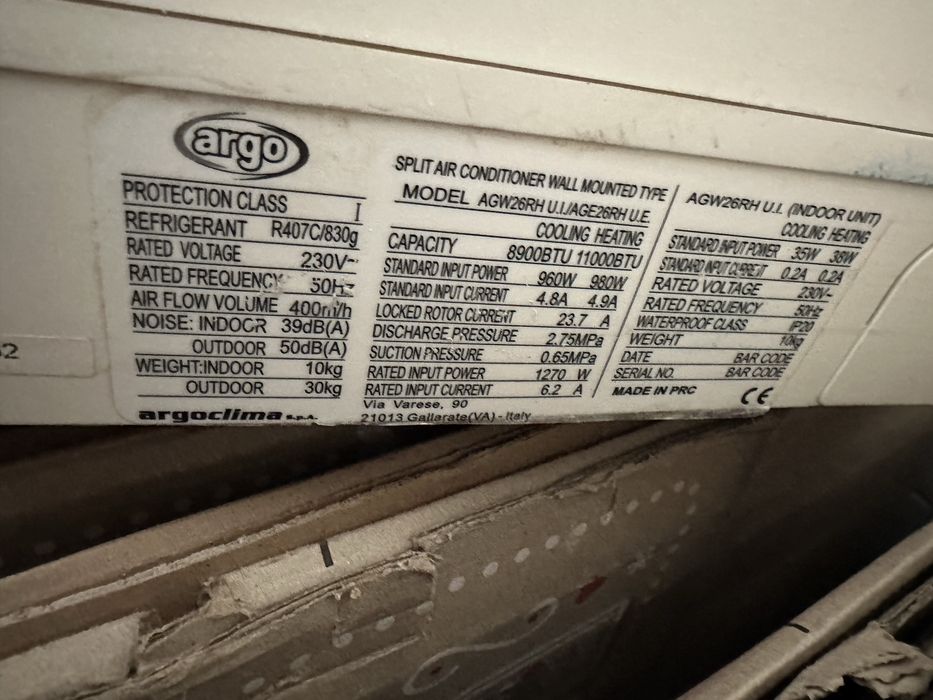 argo
PROTECTION CLASS I
REFRIGERANT R407C/830g
RATED VOLTAGE 230V~
RATED FREQUENCY 50Hz
AIR FLOW VOLUME 400m³/h
NOISE: INDOOR 39dB(A)
OUTDOOR 50dB(A)
WEIGHT:INDOOR 10kg
OUTDOOR 30kg
argoclima S.P.A.
SPLIT AIR CONDITIONER WALL MOUNTED TYPE
MODEL AGW26RH U.I./AGE26RH U.E.
COOLING HEATING
CAPACITY 8900BTU 11000BTU
STANDARD INPUT POWER 960W 980W
STANDARD INPUT CURRENT 4.8A 4.9A
LOCKED ROTOR CURRENT 23.7 A
DISCHARGE PRESSURE 2.75MPa
SUCTION PRESSURE 0.65MPa
RATED INPUT POWER 1270 W
RATED INPUT CURRENT 6.2 A
Via Varese, 90
21013 Gallarate(VA) - Italy
AGW26RH U.I. (INDOOR UNIT)
COOLING HEATING
STANDARD INPUT POWER 35W 36W
STANDARD INPUT CURRENT 0.2A 0.2A
RATED VOLTAGE 230V~
RATED FREQUENCY 50Hz
WATERPROOF CLASS IP20
WEIGHT 10kg
DATE BAR CODE
SERIAL NO. BAR CODE
MADE IN PRC CE